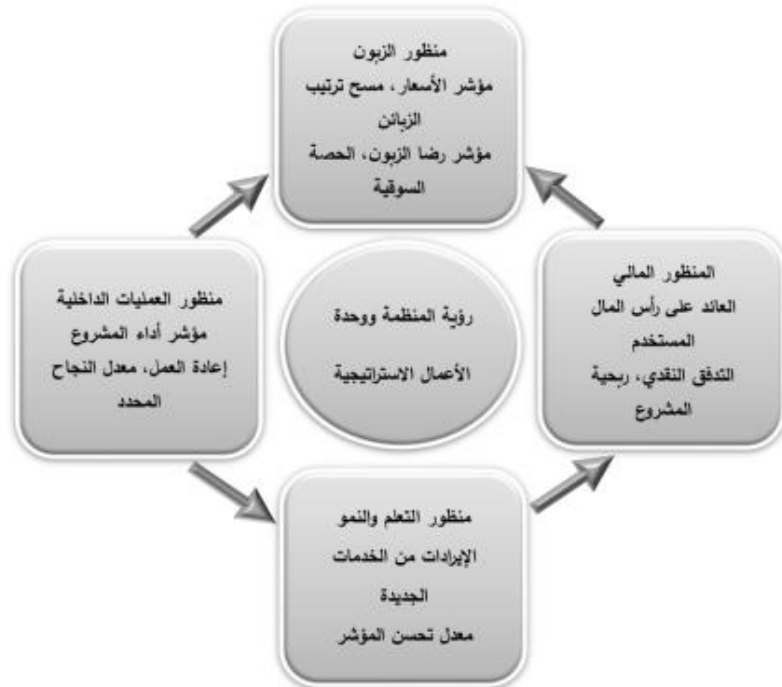 منظور الزبون
مؤشر الأسعار، مسح ترتيب
الزبائن
مؤشر رضا الزبون، الحصة
السوقية
المنظور المالي
العائد على رأس المال
المستخدم
التدفق النقدي، ربحية
المشروع
رؤية المنظمة ووحدة
الأعمال الاستراتيجية
منظور العمليات الداخلية
مؤشر أداء المشروع
إعادة العمل، معدل النجاح
المحدد
منظور التعلم والنمو
الإيرادات من الخدمات
الجديدة
معدل تحسن المؤشر